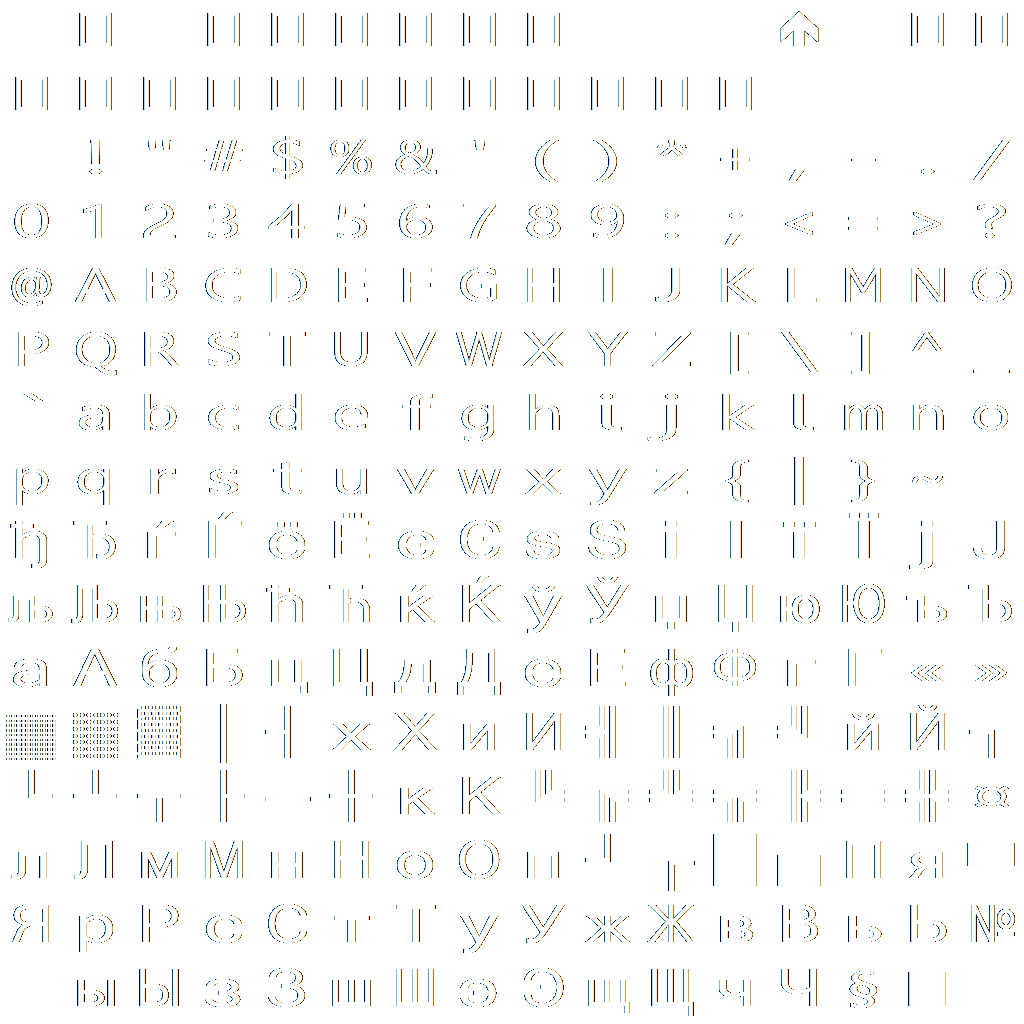 ! " # $ % & ' ( ) * + , - . /
0 1 2 3 4 5 6 7 8 9 : ; < = > ?
@ A B C D E F G H I J K L M N O
P Q R S T U V W X Y Z [ \ ] ^ _
` a b c d e f g h i j k l m n o
p q r s t u v w x y z { | } ~
ђ Ђ ѓ Ѓ ё Ё є Є ѕ Ѕ і І ї Ї ј Ј
љ Љ њ Њ ћ Ћ ќ Ќ ў Ў џ Џ ю Ю ъ Ъ
а А б Б ц Ц д Д е Е ф Ф г Г « »
░ ▒ ▓ │ ┤ х Х и И ╣ ║ ╗ ╝ й Й ┐
└ ┴ ┬ ├ ─ ┼ к К ╚ ╔ ╩ ╦ ╠ ═ ╬ ¤
л Л м М н Н о О п ┘ ┌ █ ▄ П я ▀
Я р Р с С т Т у У ж Ж в В ь Ь №
ы Ы з З ш Ш э Э щ Щ ч Ч § ■